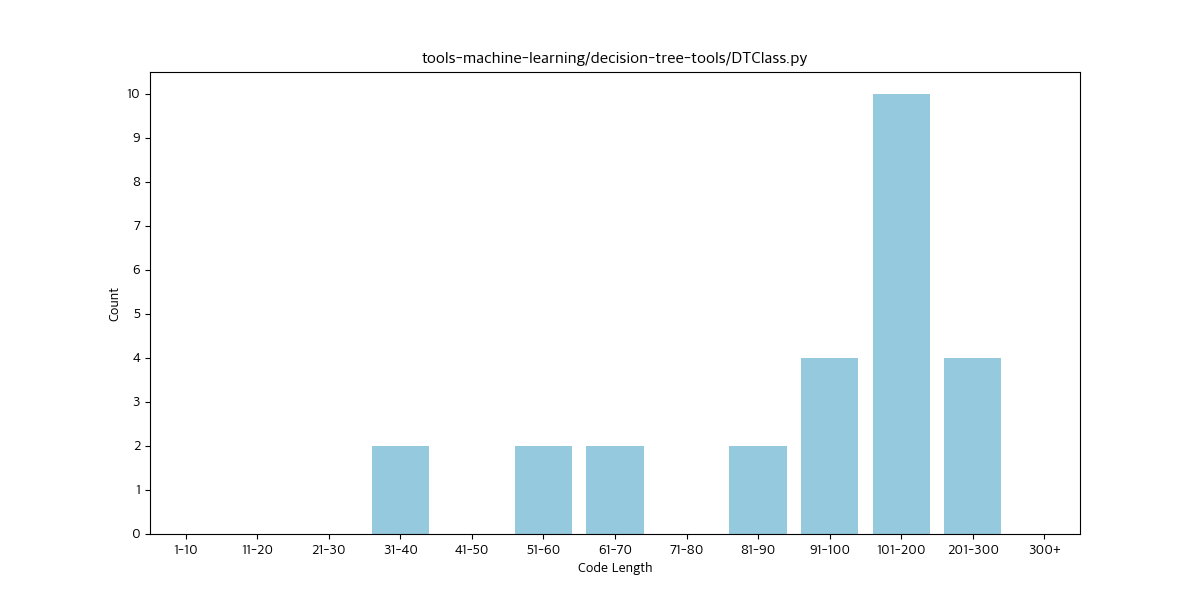 tools-machine-learning/decision-tree-tools/DTClass.py
Count
10
9
8
7
6
5
4
3
2
1
0
1-10 11-20 21-30 31-40 41-50 51-60 61-70 71-80 81-90 91-100 101-200 201-300 300+
Code Length